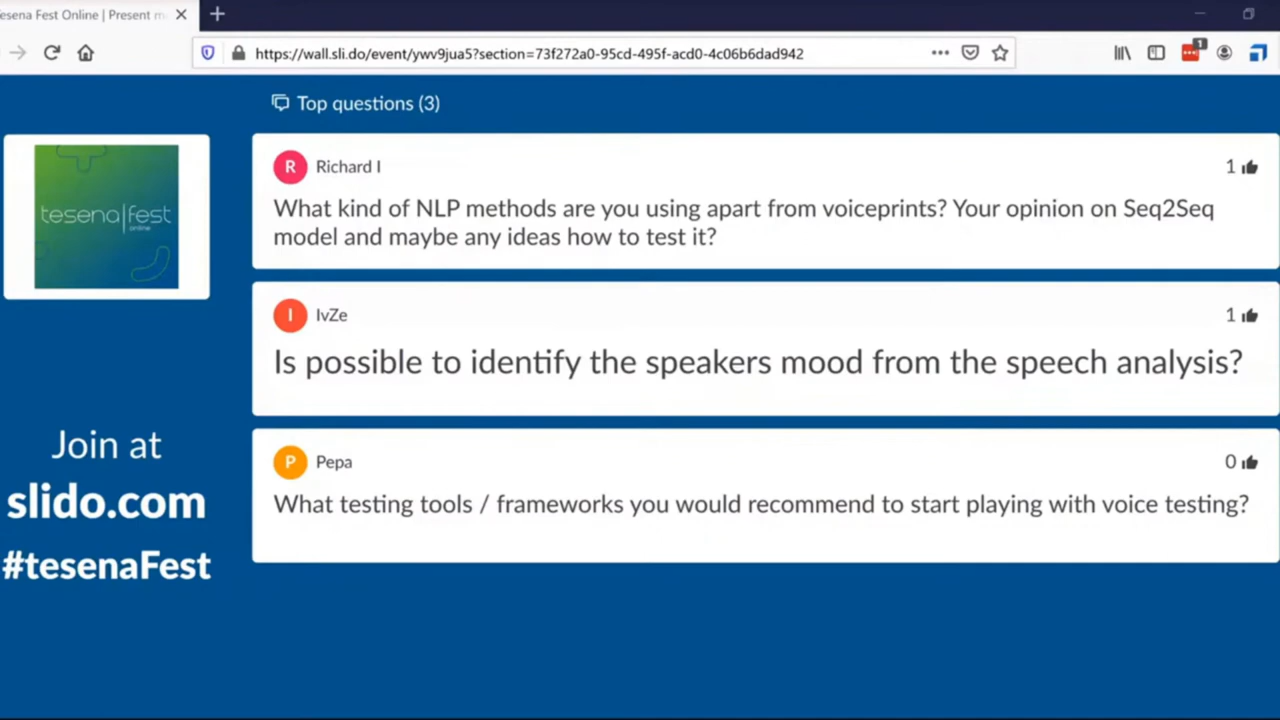 esena Fest Online | Present m
https://wall.sli.do/event/ywv9jua5?section=73f272a0-95cd-495f-acd0-4c06b6dad942
1
Top questions (3)
tesena|fest
online
R
Richard I
1
What kind of NLP methods are you using apart from voiceprints? Your opinion on Seq2Seq
model and maybe any ideas how to test it?
I
IvZe
1
Is possible to identify the speakers mood from the speech analysis?
P
Pepa
0
What testing tools / frameworks you would recommend to start playing with voice testing?
Join at
slido.com
#tesenaFest